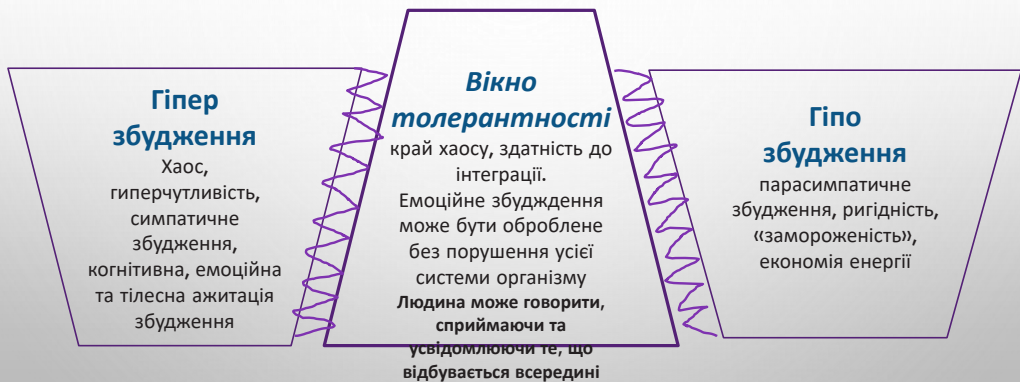 Гіпер
збудження
Хаос,
гиперчутливість,
симпатичне
збудження,
когнітивна, емоційна
та тілесна ажитація
збудження
Вікно
толерантності
край хаосу, здатність до
інтеграції.
Емоційне збудждення
може бути оброблене
без порушення усієї
системи організму
Людина може говорити,
сприймаючи та
усвідомлюючи те, що
відбувається всередині
Гіпо
збудження
парасимпатичне
збудження, ригідність,
«замороженість»,
економія енергії